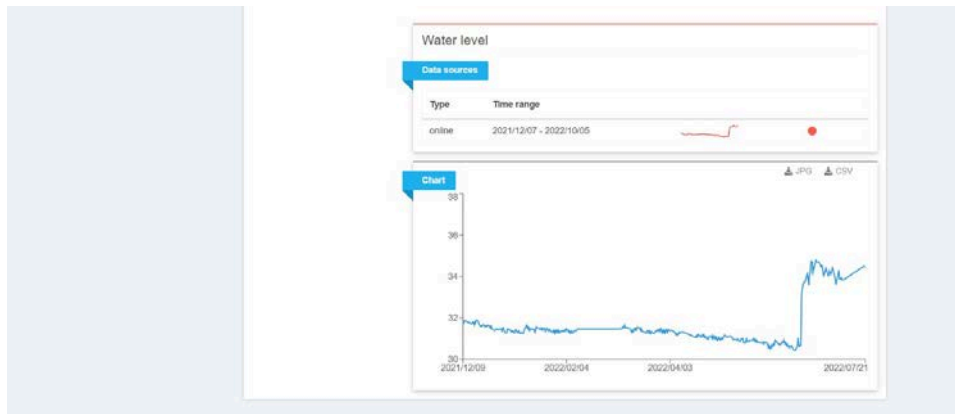 Water level
Data sources
Type Time range
online 2021/12/07 - 2022/10/05
JPG CSV
Chart
38
36
34
32
30
2021/12/09 2022/02/04 2022/04/03 2022/07/21